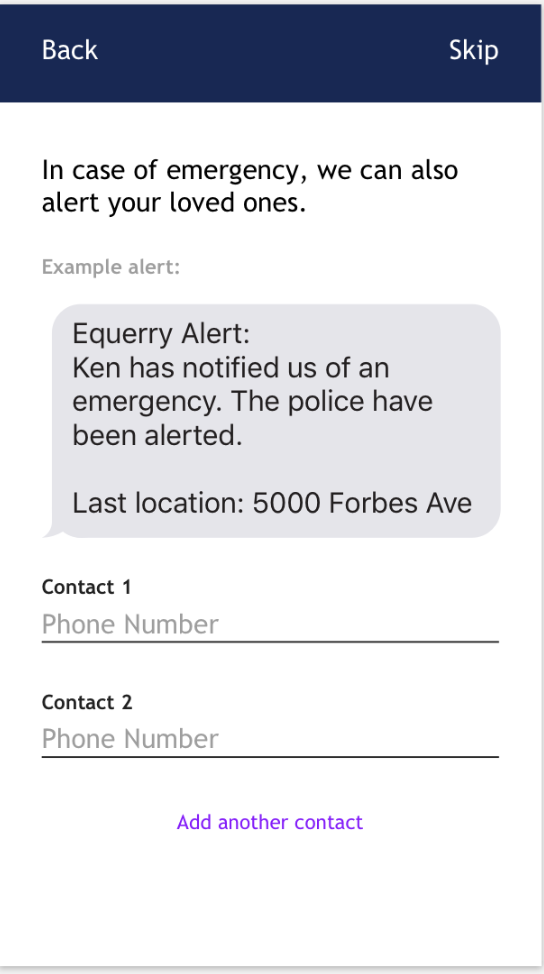 Back
Skip
In case of emergency, we can also
alert your loved ones.
Example alert:
Equerry Alert:
Ken has notified us of an
emergency. The police have
been alerted.
Last location: 5000 Forbes Ave
Contact 1
Phone Number
Contact 2
Phone Number
Add another contact